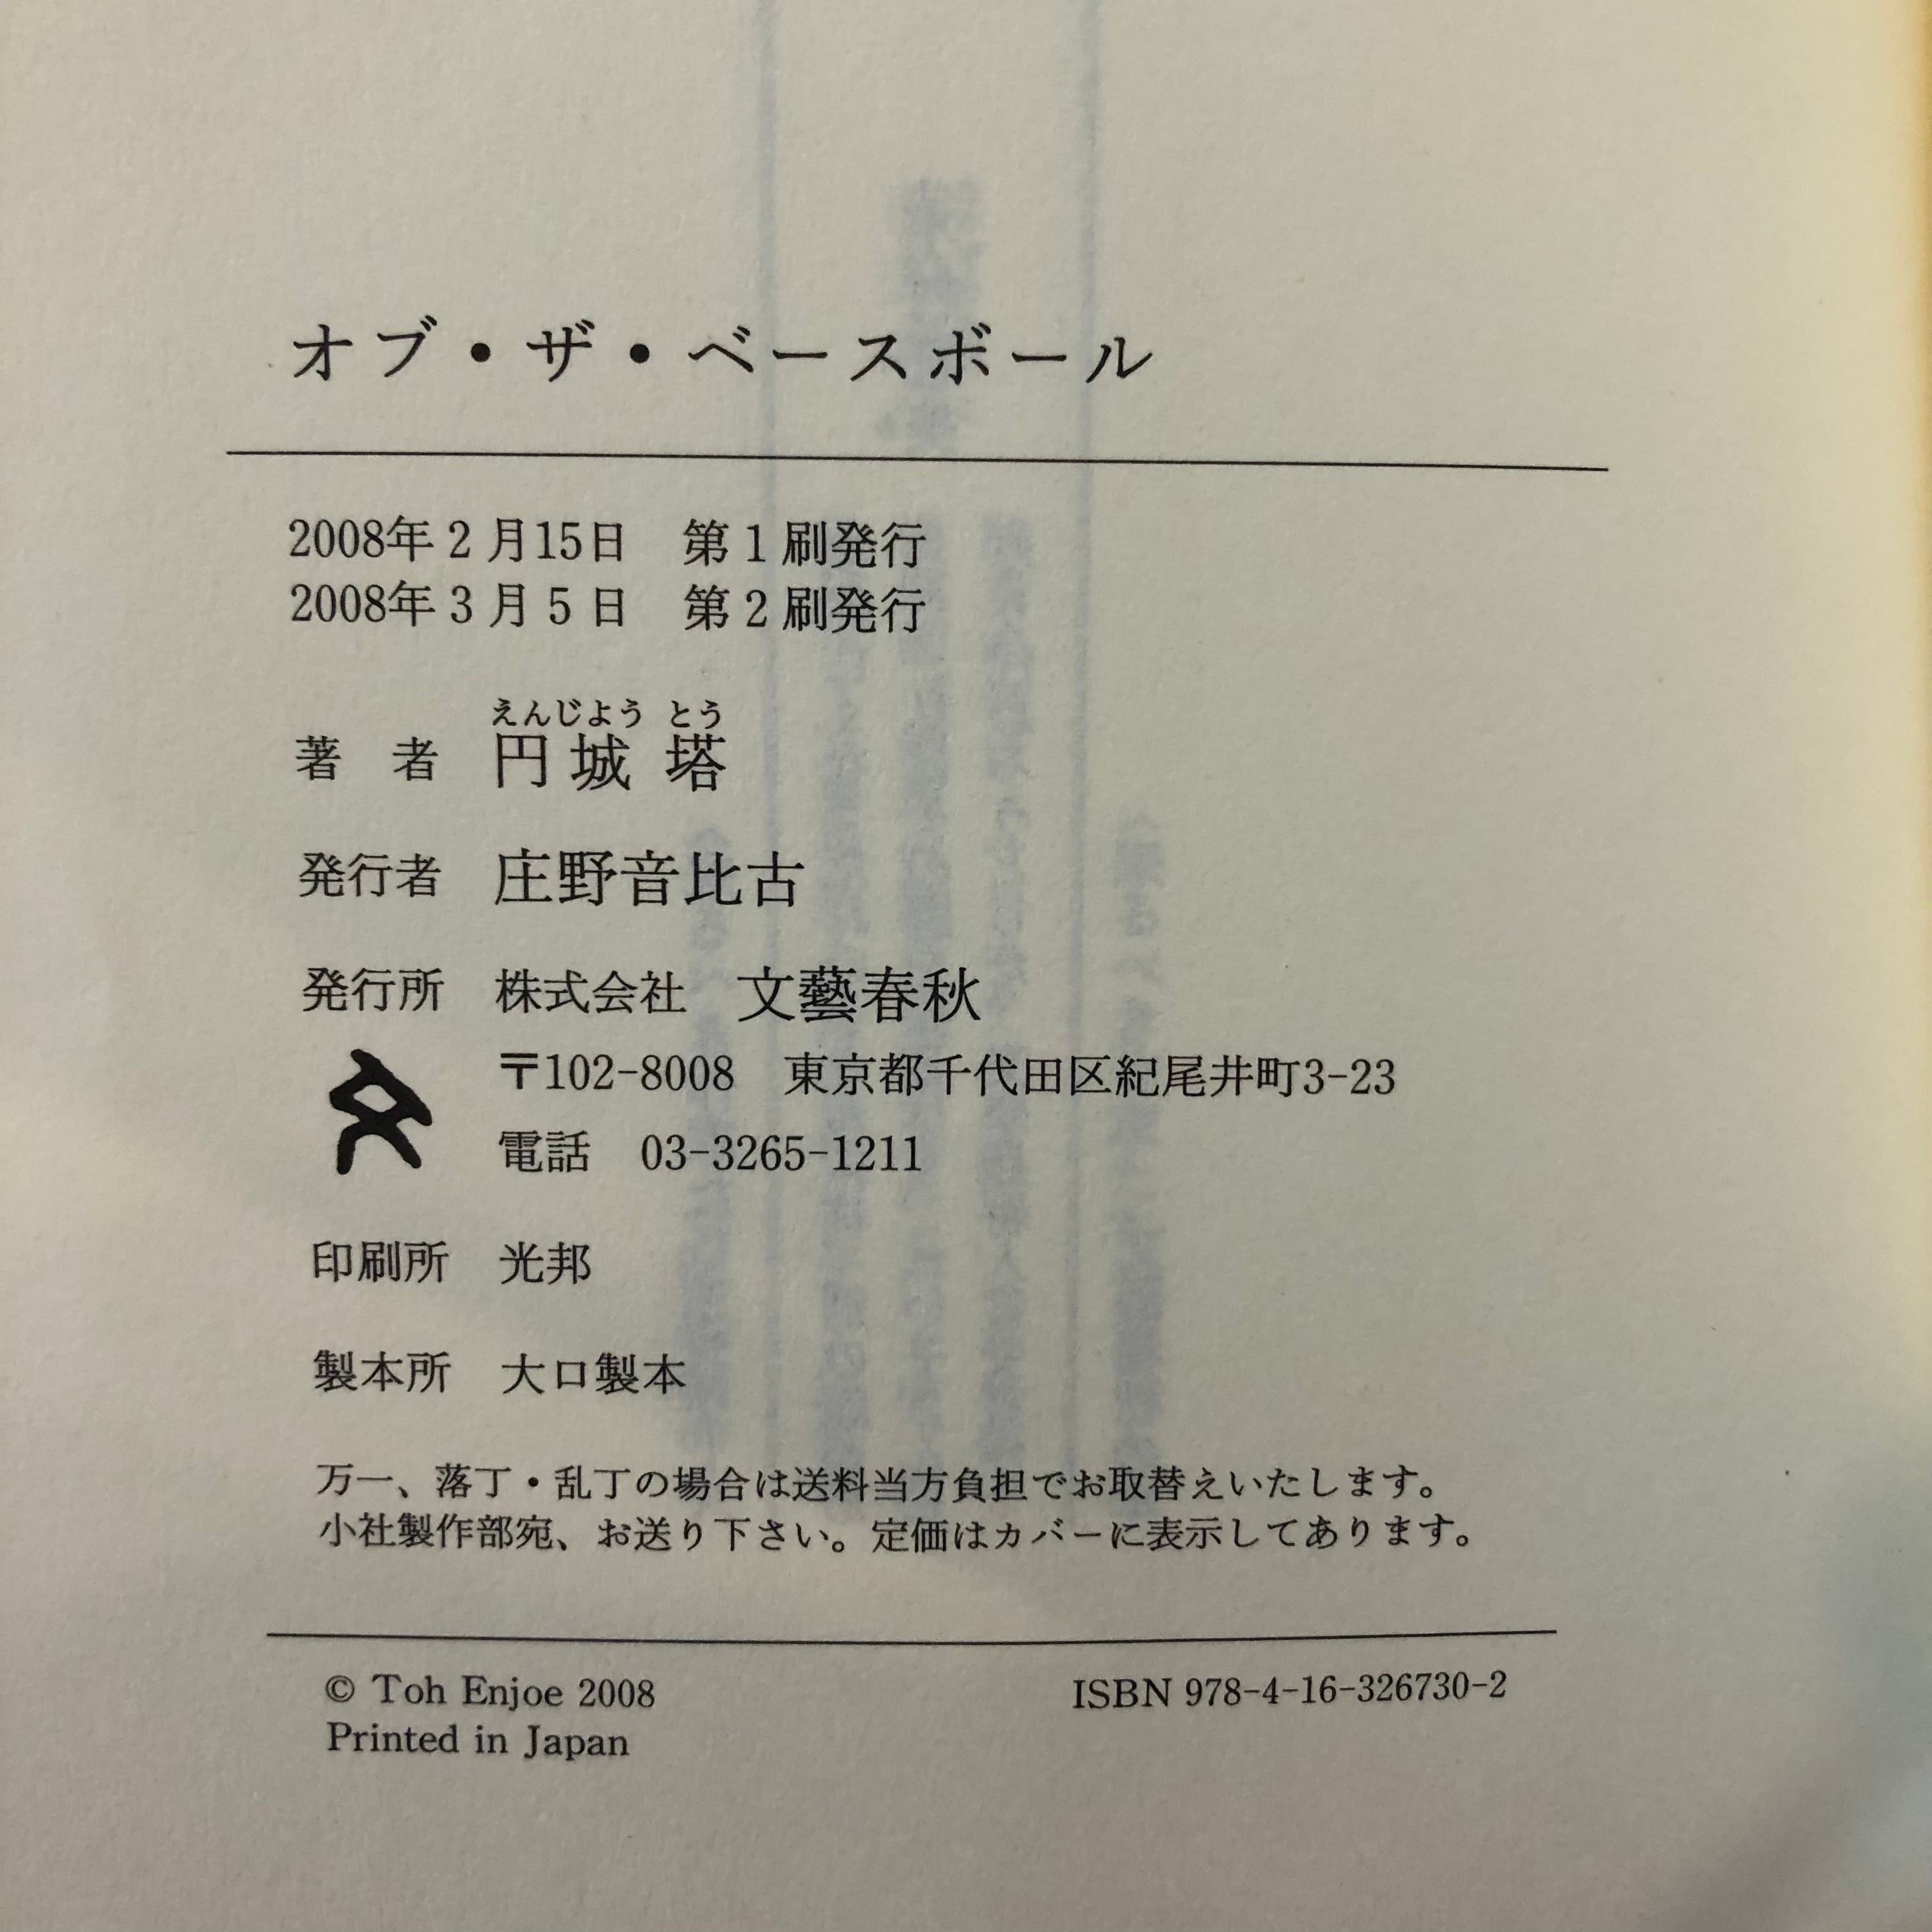 オブ・ザ・ベースボール
2008年2月15日　第1刷発行
2008年3月5日　第2刷発行
えんじよう とう
著　者　円城 塔
発行者　庄野音比古
発行所　株式会社　文藝春秋
〒102-8008　東京都千代田区紀尾井町3-23
電話　03-3265-1211
印刷所　光邦
製本所　大口製本
万一、落丁・乱丁の場合は送料当方負担でお取替えいたします。
小社製作部宛、お送り下さい。定価はカバーに表示してあります。
© Toh Enjoe 2008　ISBN 978-4-16-326730-2
Printed in Japan